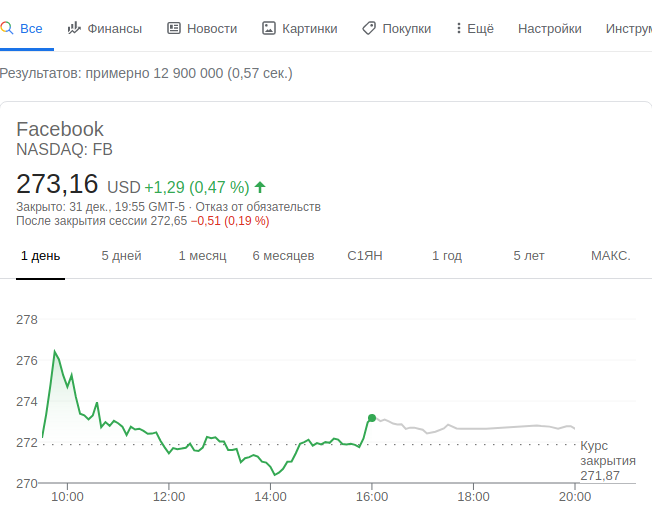 Все Финансы Новости Картинки Покупки Ещё Настройки Инструм
Результатов: примерно 12 900 000 (0,57 сек.)
Facebook
NASDAQ: FB
273,16 USD +1,29 (0,47 %)
Закрыто: 31 дек., 19:55 GMT-5 · Отказ от обязательств
После закрытия сессии 272,65 −0,51 (0,19 %)
1 день 5 дней 1 месяц 6 месяцев С1ЯН 1 год 5 лет МАКС.
278
276
274
272
Курс
закрытия
271,87
270
10:00 12:00 14:00 16:00 18:00 20:00